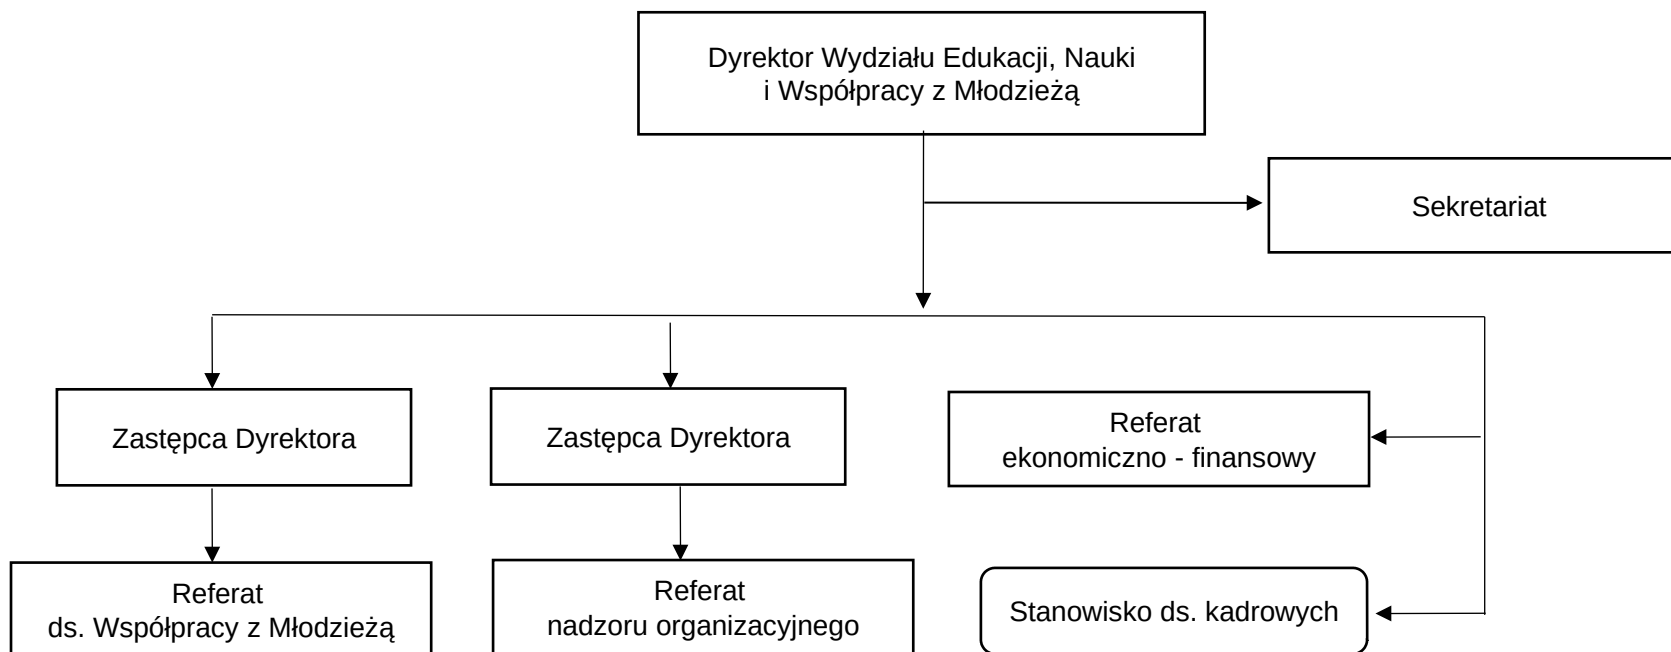 Dyrektor Wydziału Edukacji, Nauki
i Współpracy z Młodzieżą
Sekretariat
Zastępca Dyrektora
Zastępca Dyrektora
Referat
ekonomiczno - finansowy
Referat
ds. Współpracy z Młodzieżą
Referat
nadzoru organizacyjnego
Stanowisko ds. kadrowych